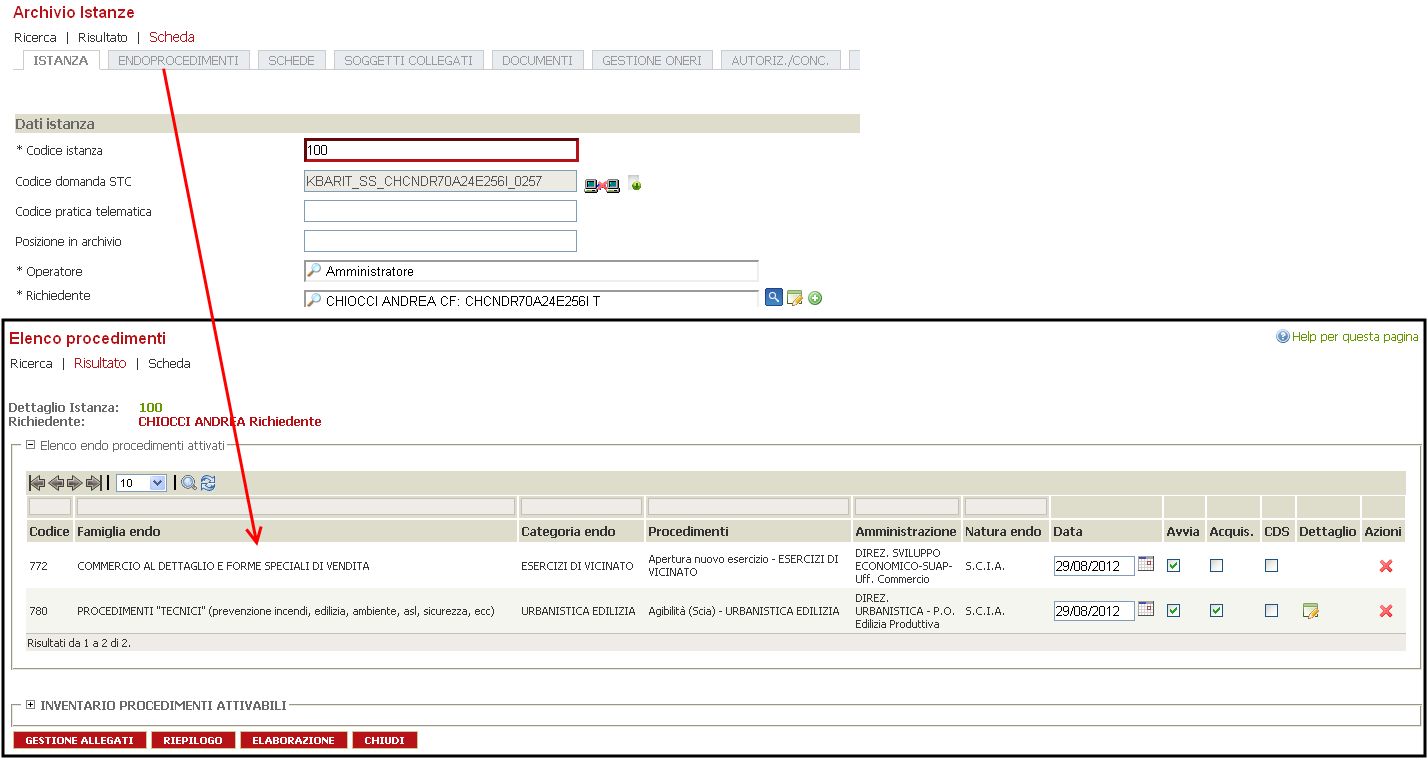 Archivio Istanze
Ricerca | Risultato | Scheda
ISTANZA ENDOPROCEDIMENTI SCHEDE SOGGETTI COLLEGATI DOCUMENTI GESTIONE ONERI AUTORIZ./CONC.
Dati istanza
* Codice istanza 100
Codice domanda STC KBARIT_SS_CHCNDR70A24E256I_0257
Codice pratica telematica
Posizione in archivio
* Operatore Amministratore
* Richiedente CHIOCCI ANDREA CF: CHCNDR70A24E256I T
Elenco procedimenti Help per questa pagina
Ricerca | Risultato | Scheda
Dettaglio Istanza: 100
Richiedente: CHIOCCI ANDREA Richiedente
Elenco endo procedimenti attivati
10
Codice Famiglia endo Categoria endo Procedimenti Amministrazione Natura endo Data Avvia Acquis. CDS Dettaglio Azioni
772 COMMERCIO AL DETTAGLIO E FORME SPECIALI DI VENDITA ESERCIZI DI VICINATO Apertura nuovo esercizio - ESERCIZI DI VICINATO DIREZ. SVILUPPO ECONOMICO-SUAP- Uff. Commercio S.C.I.A. 29/08/2012
780 PROCEDIMENTI "TECNICI" (prevenzione incendi, edilizia, ambiente, asl, sicurezza, ecc) URBANISTICA EDILIZIA Agibilità (Scia) - URBANISTICA EDILIZIA DIREZ. URBANISTICA - P.O. Edilizia Produttiva S.C.I.A. 29/08/2012
Risultati da 1 a 2 di 2.
INVENTARIO PROCEDIMENTI ATTIVABILI
GESTIONE ALLEGATI RIEPILOGO ELABORAZIONE CHIUDI